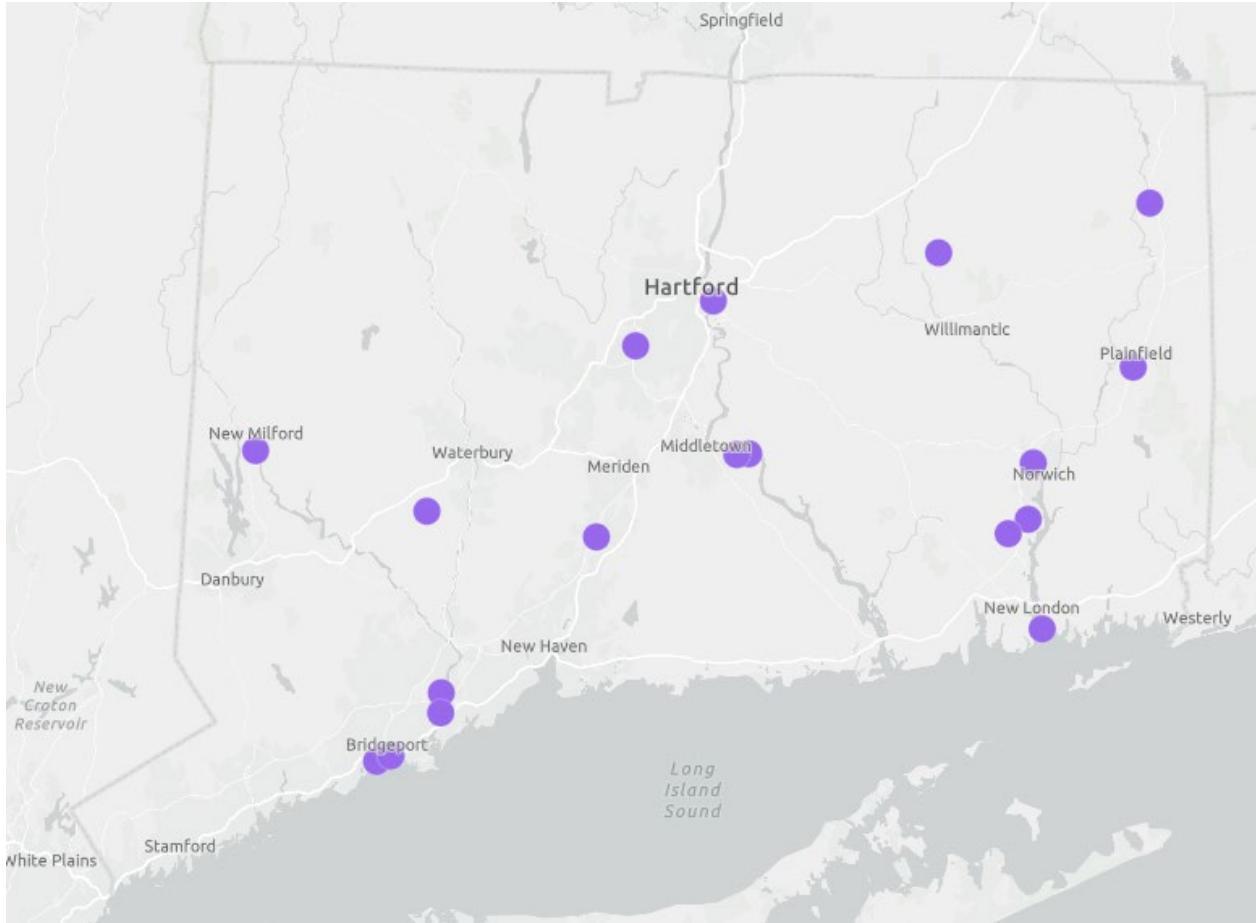 Springfield
Hartford
Willimantic
Plainfield
New Milford
Waterbury
Meriden
Middletown
Norwich
Danbury
New London
Westerly
New Haven
New
Croton
Reservoir
Bridgeport
Long
Island
Sound
Stamford
White Plains